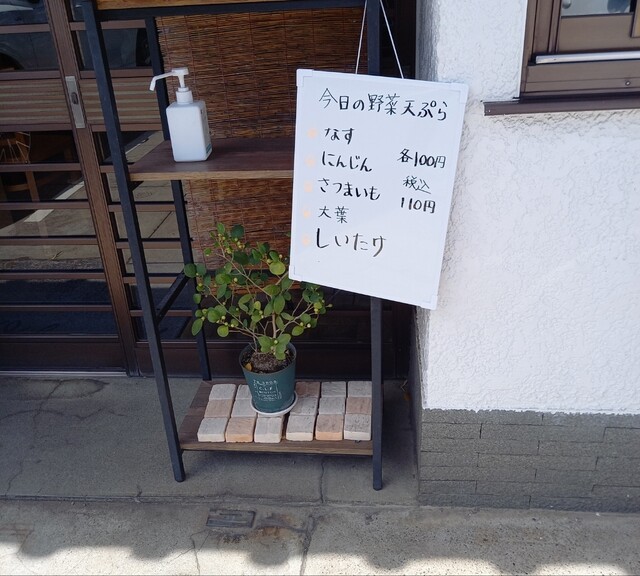 今日の野菜天ぷら
なす
にんじん
さつまいも
大葉
しいたけ
各100円
税込
110円